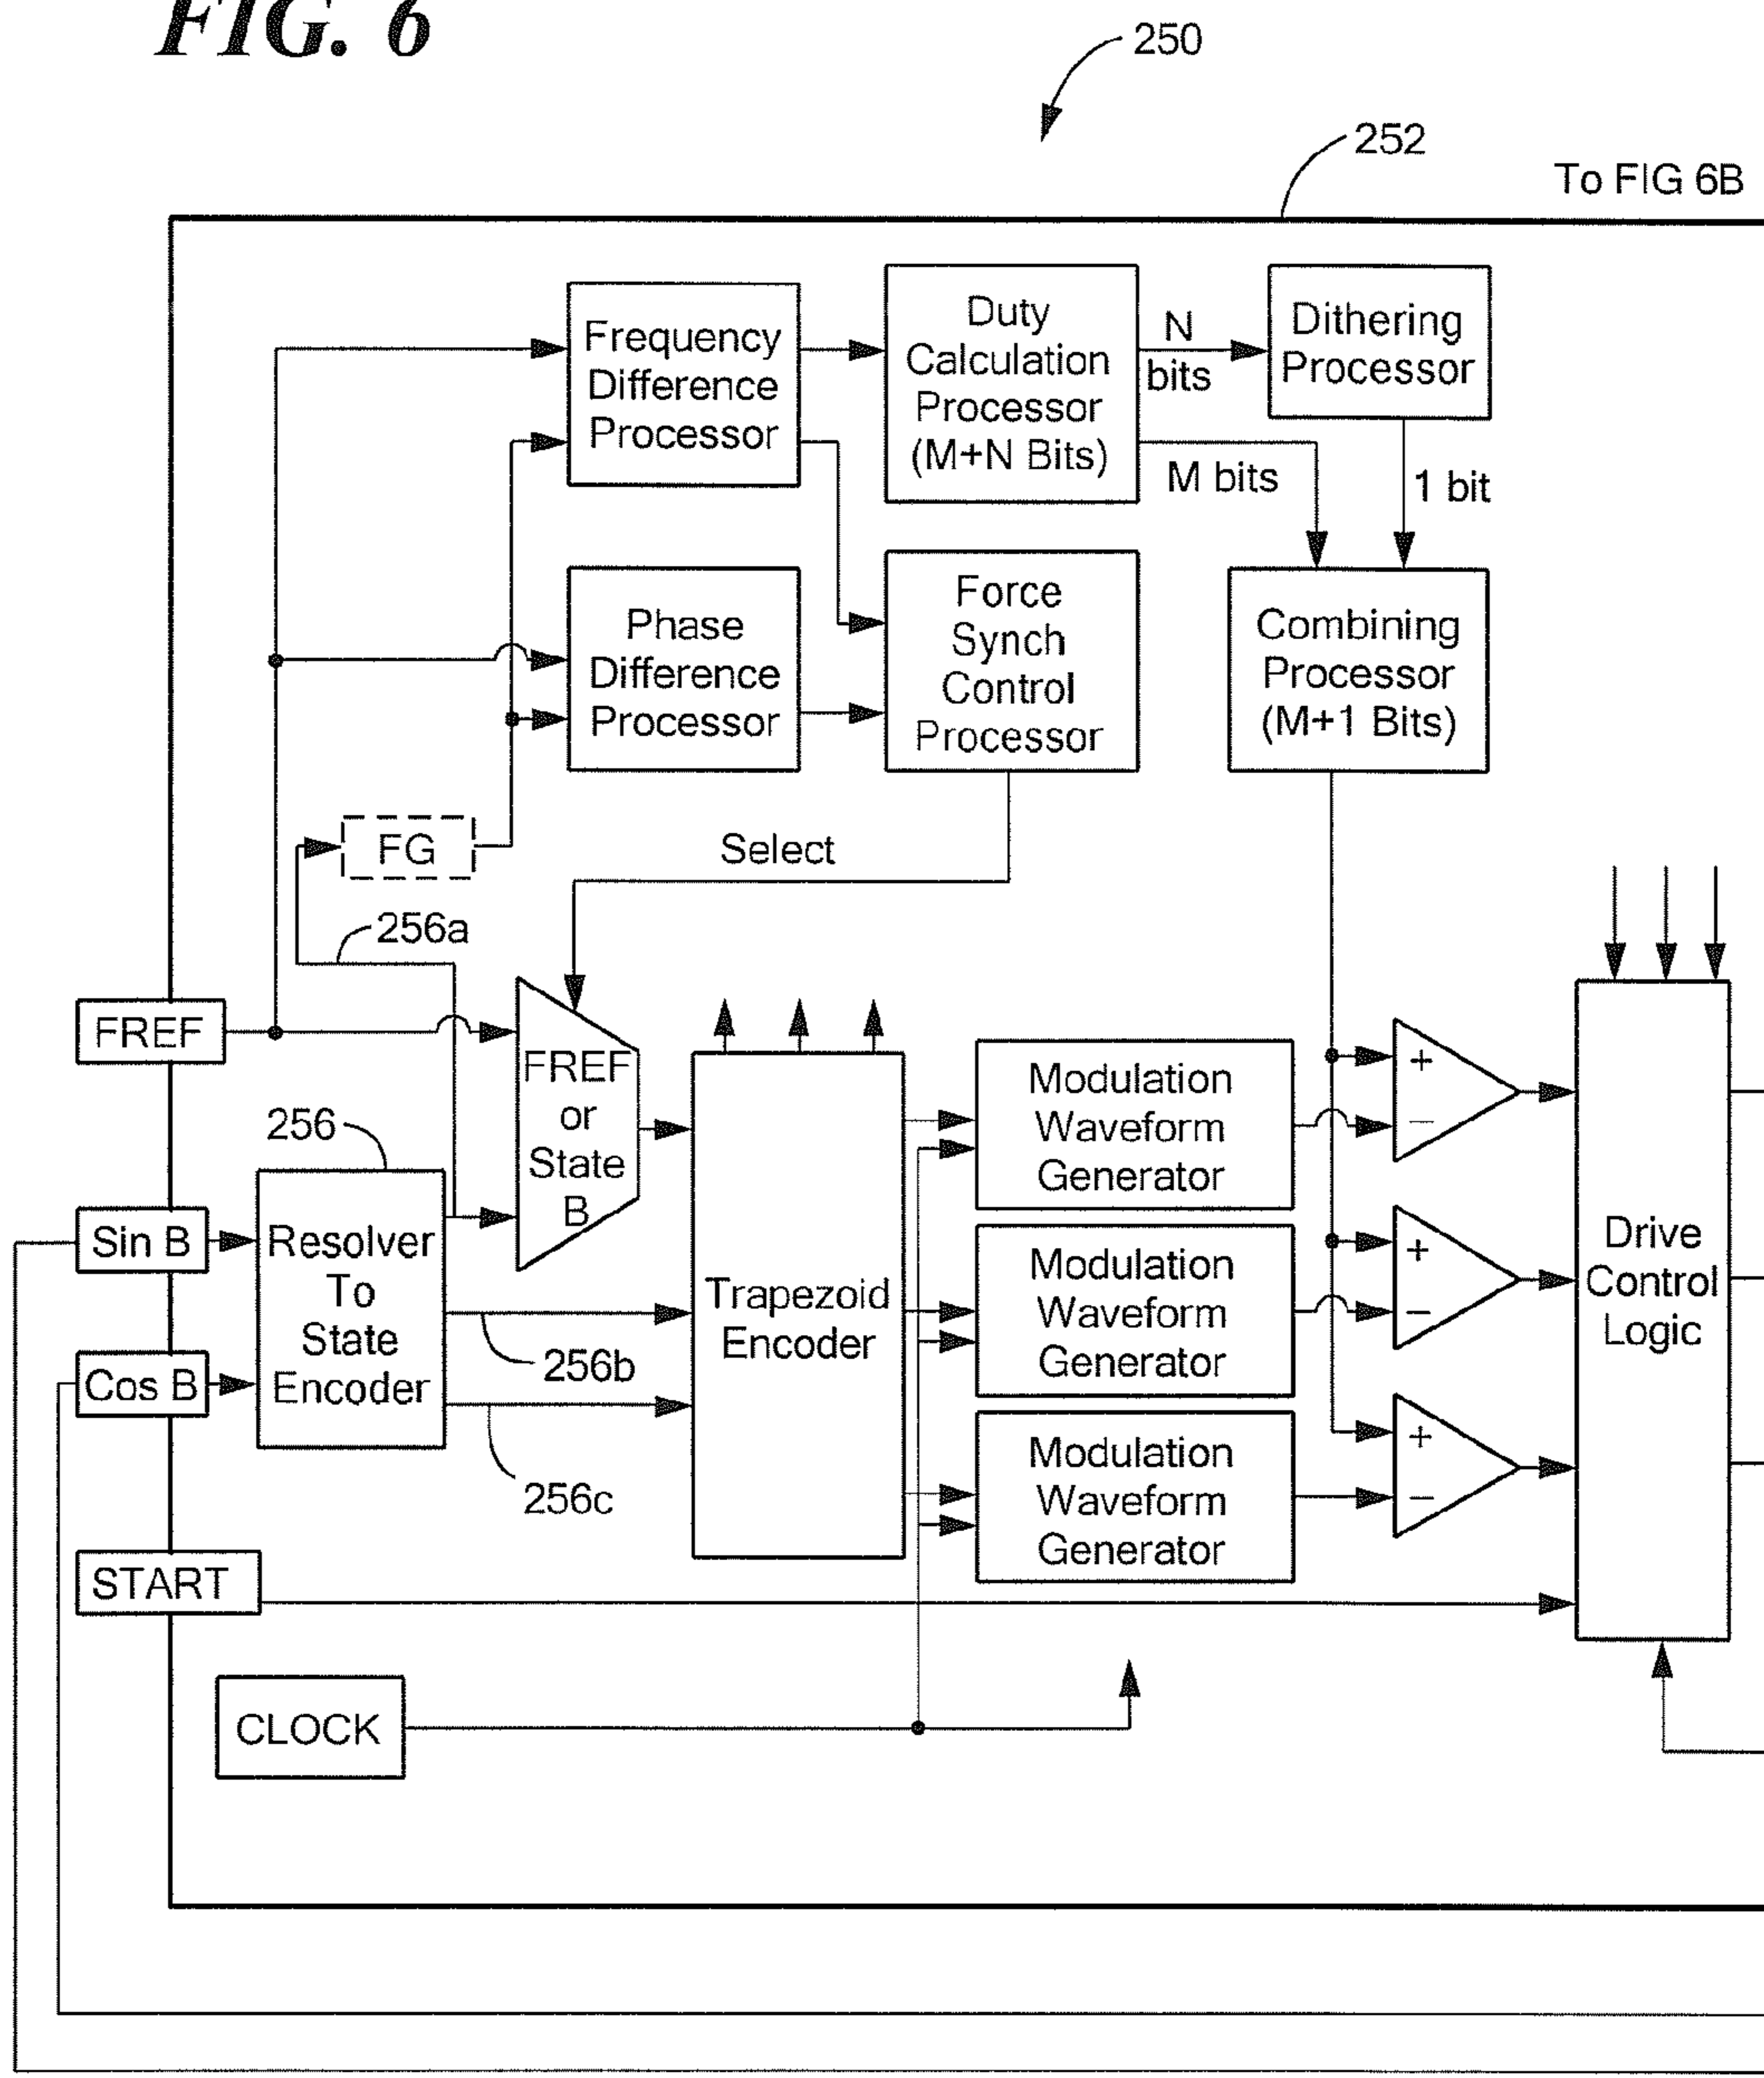 FIG. 6
250
252
To FIG 6B
Frequency
Difference
Processor
Duty
Calculation
Processor
(M+N Bits)
N
bits
Dithering
Processor
M bits
1 bit
Phase
Difference
Processor
Force
Synch
Control
Processor
Combining
Processor
(M+1 Bits)
FG
Select
256a
FREF
FREF
or
State
B
256
Sin B
Cos B
Resolver
To
State
Encoder
256b
256c
Trapezoid
Encoder
Modulation
Waveform
Generator
Modulation
Waveform
Generator
Modulation
Waveform
Generator
+
−
+
−
+
−
Drive
Control
Logic
START
CLOCK